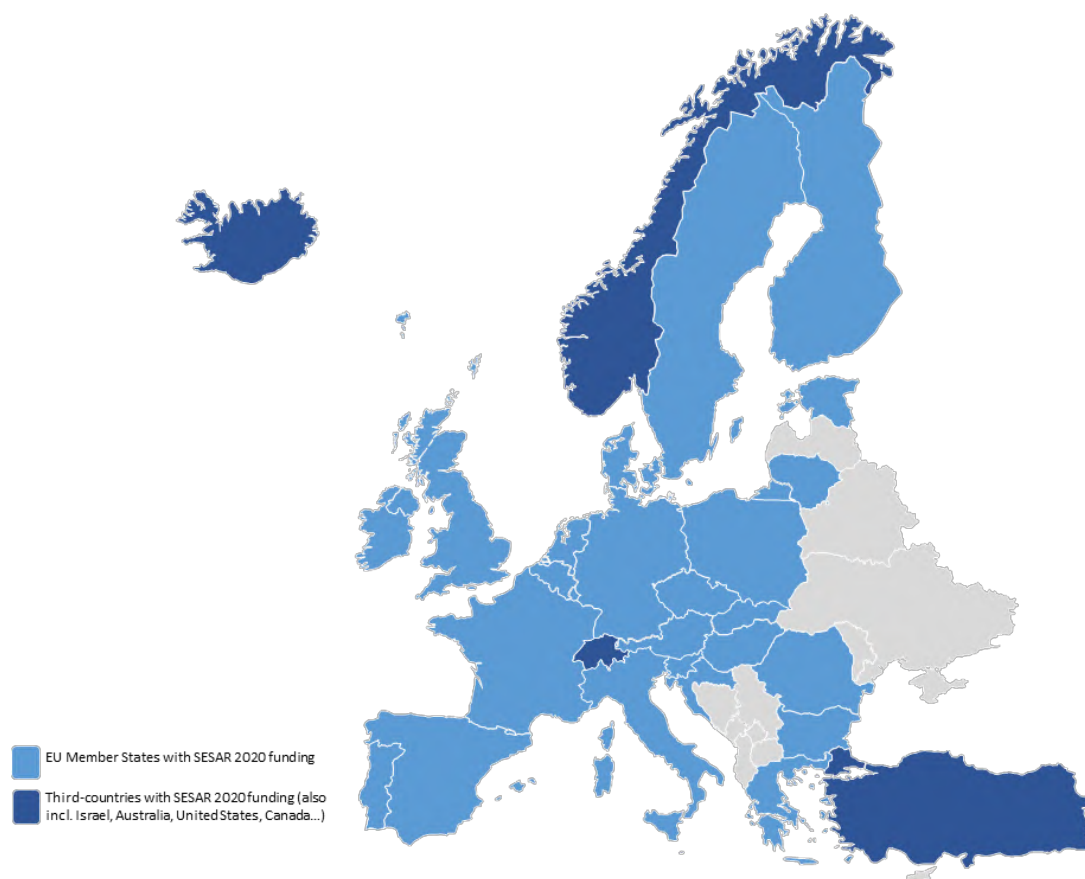 EU Member States with SESAR 2020 funding
Third-countries with SESAR 2020 funding (also
incl. Israel, Australia, United States, Canada...)